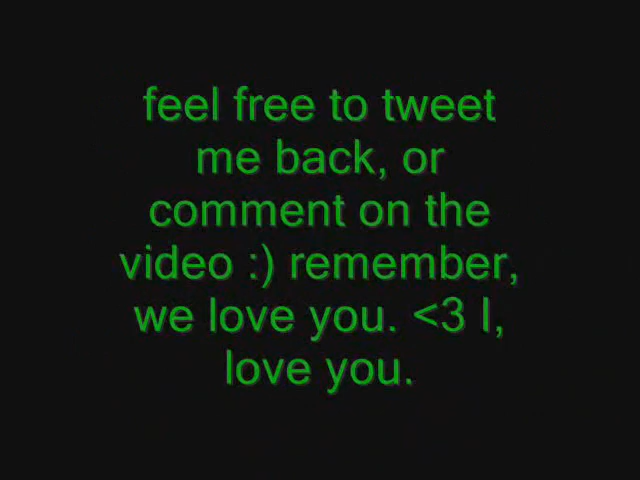 feel free to tweet
me back, or
comment on the
video :) remember,
we love you. <3 I,
love you.